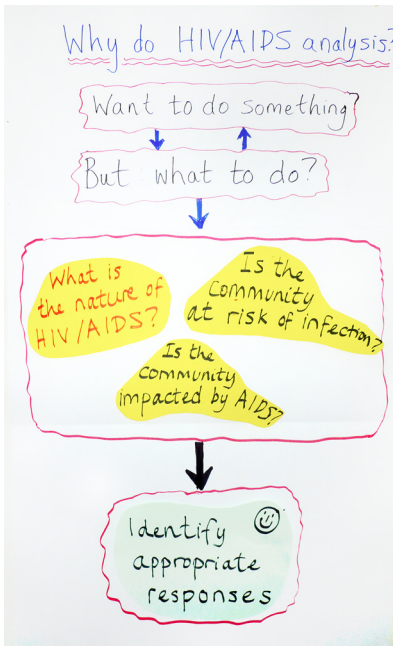 Why do HIV/AIDS analysis?
Want to do something?
But what to do?
What is
the nature of
HIV/AIDS?
Is the
community
at risk of infection?
Is the
community
impacted by AIDS?
Identify
appropriate
responses